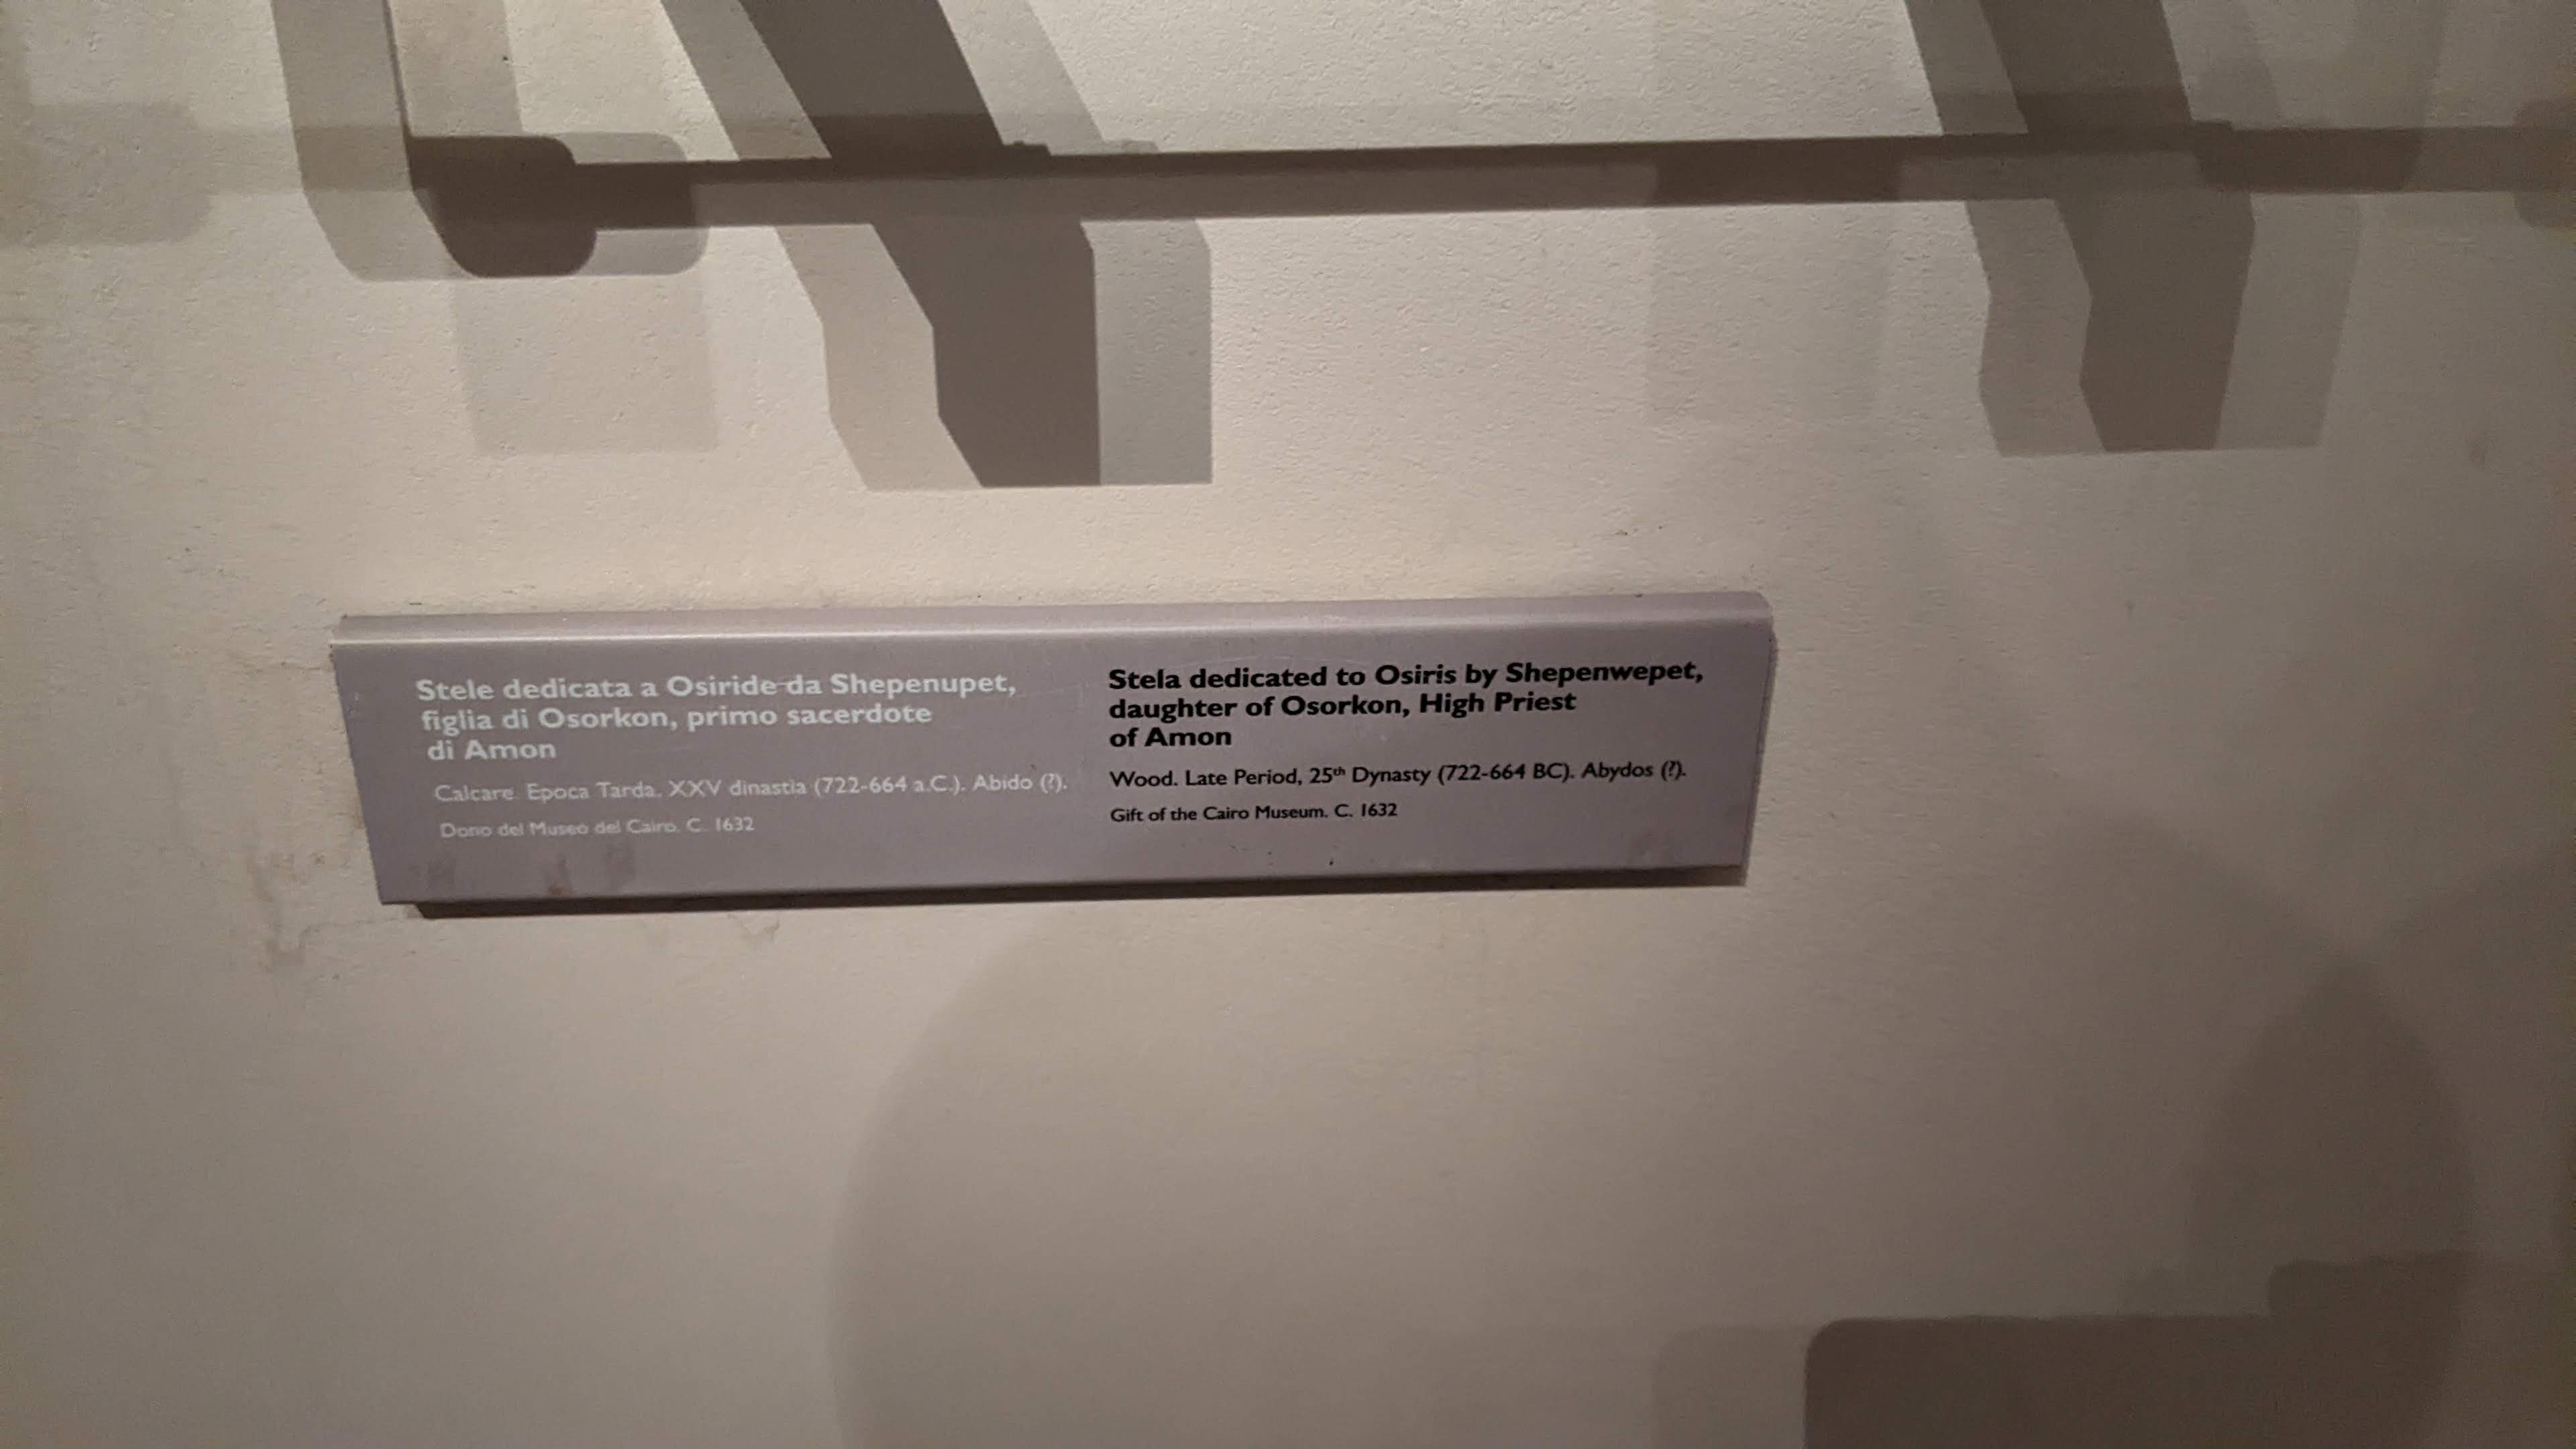 Stele dedicata a Osiride da Shepenupet,
figlia di Osorkon, primo sacerdote
di Amon
Calcare. Epoca Tarda. XXV dinastia (722-664 a.C.). Abido (?).
Dono del Museo del Cairo. C. 1632
Stela dedicated to Osiris by Shepenwepet,
daughter of Osorkon, High Priest
of Amon
Wood. Late Period, 25th Dynasty (722-664 BC). Abydos (?).
Gift of the Cairo Museum. C. 1632